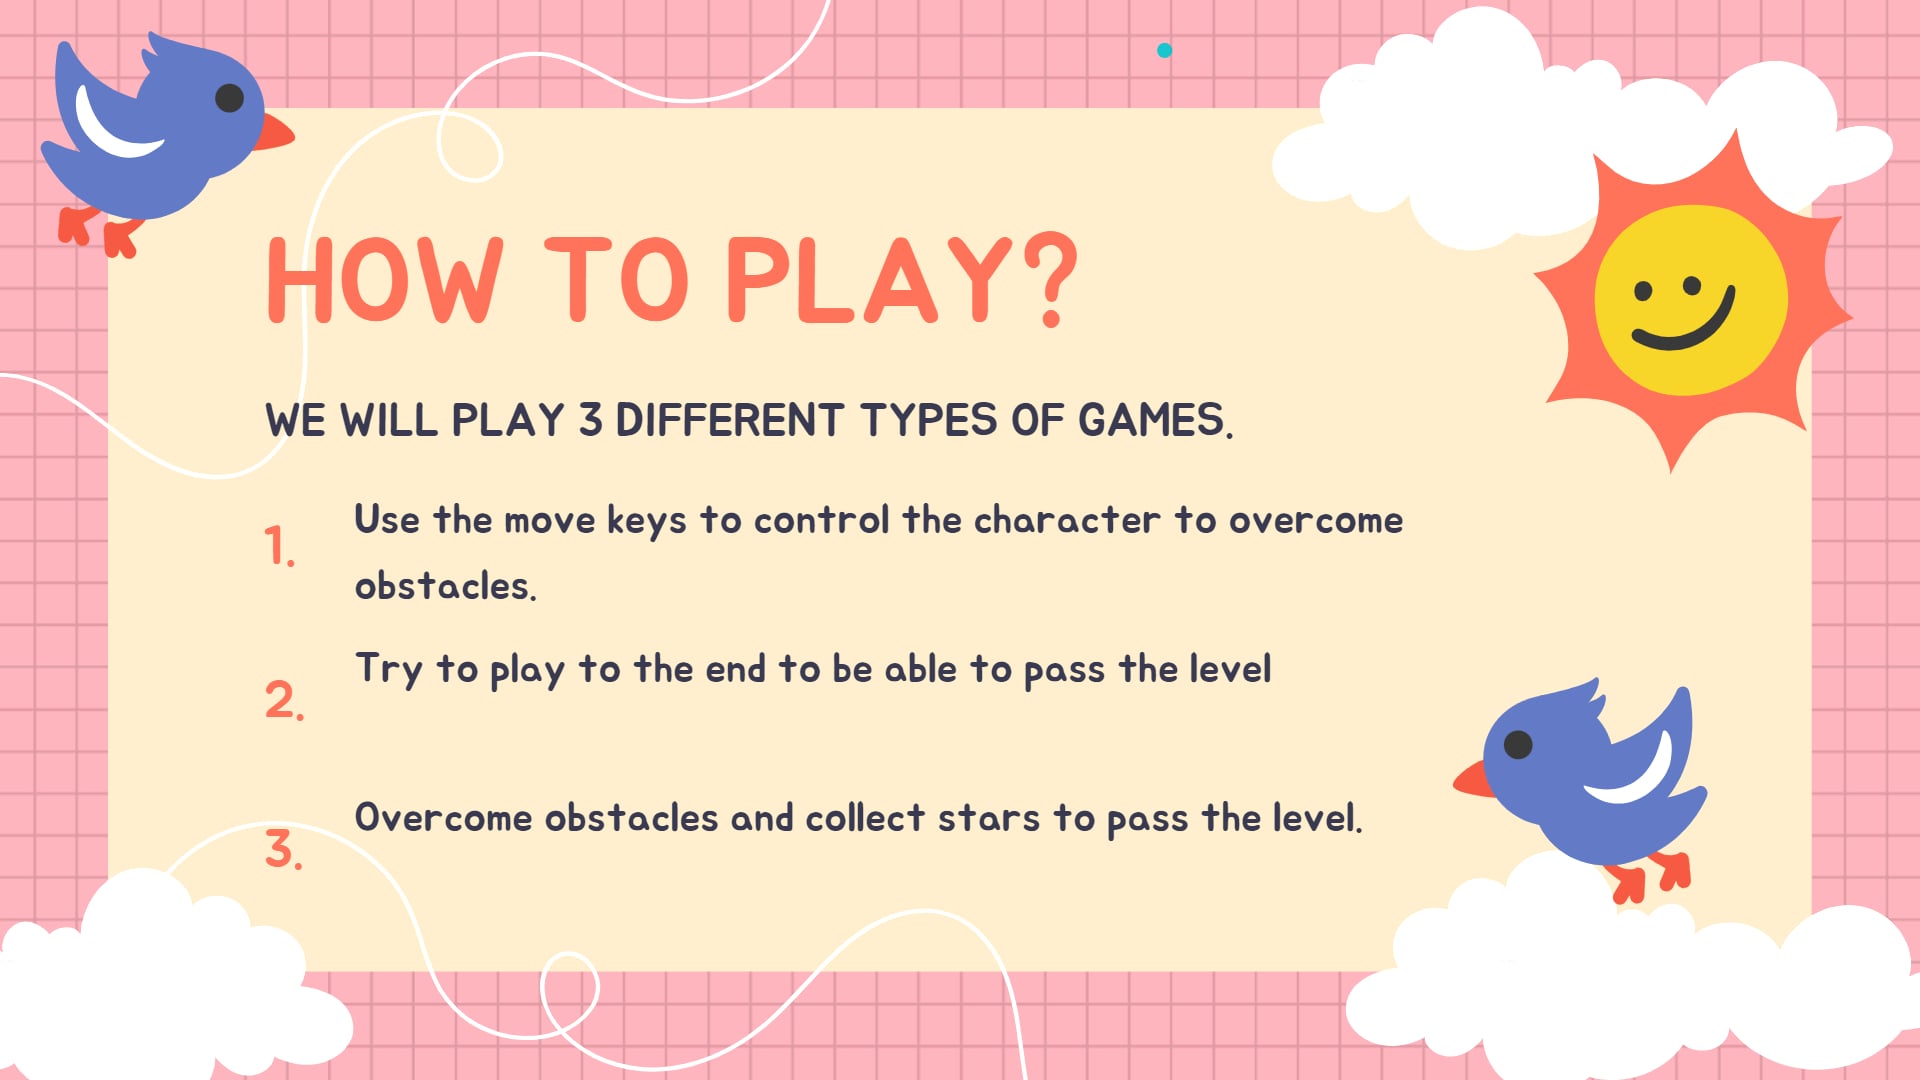 HOW TO PLAY?
WE WILL PLAY 3 DIFFERENT TYPES OF GAMES.
1. Use the move keys to control the character to overcome
obstacles.
2. Try to play to the end to be able to pass the level
3. Overcome obstacles and collect stars to pass the level.